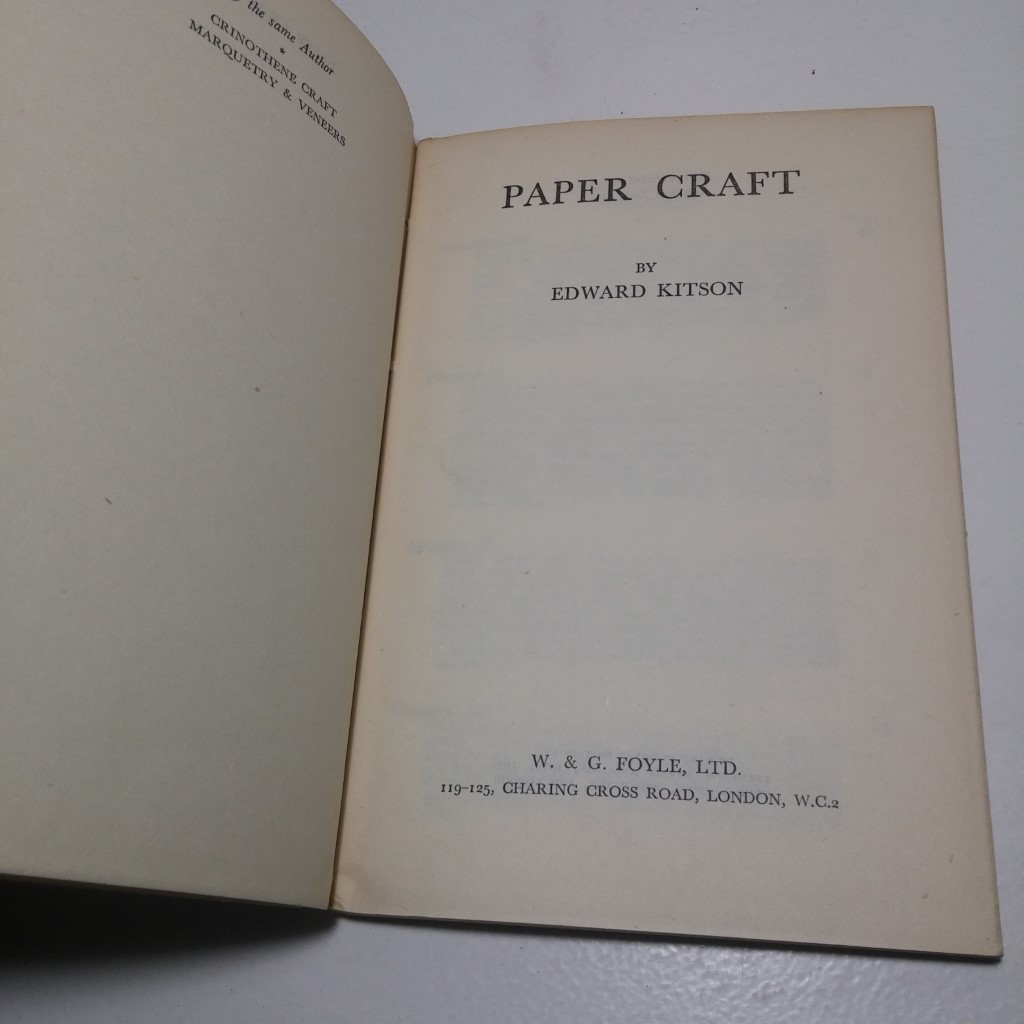 the same Author
*
CRINOTHENE CRAFT
MARQUETRY & VENEERS
PAPER CRAFT
BY
EDWARD KITSON
W. & G. FOYLE, LTD.
119-125, CHARING CROSS ROAD, LONDON, W.C.2